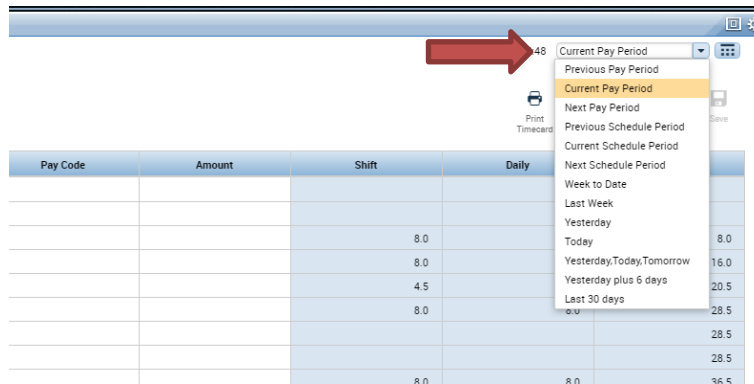 48 Current Pay Period
Previous Pay Period
Current Pay Period
Next Pay Period
Previous Schedule Period
Current Schedule Period
Next Schedule Period
Week to Date
Last Week
Yesterday
Today
Yesterday,Today,Tomorrow
Yesterday plus 6 days
Last 30 days
Print
Timecard
Save
Pay Code Amount Shift Daily
8.0 8.0
8.0 16.0
4.5 20.5
8.0 8.0 28.5
28.5
28.5
8.0 8.0 36.5